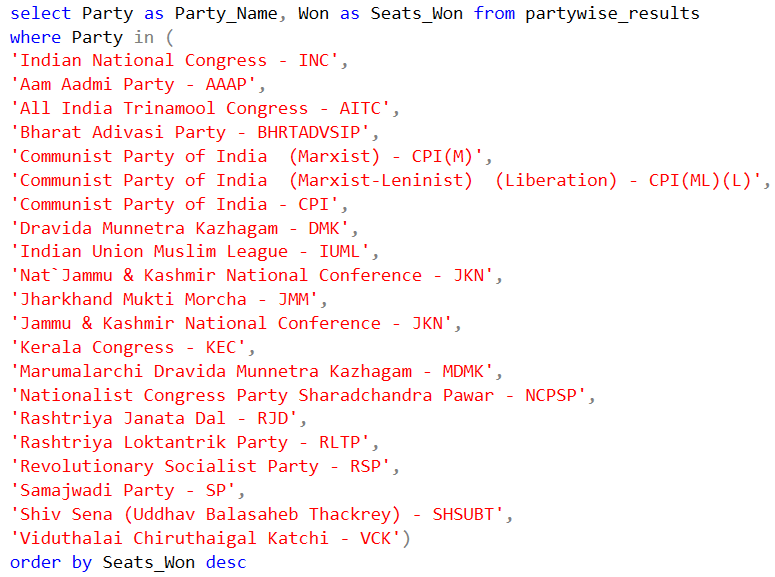 select Party as Party_Name, Won as Seats_Won from partywise_results
where Party in (
'Indian National Congress - INC',
'Aam Aadmi Party - AAAP',
'All India Trinamool Congress - AITC',
'Bharat Adivasi Party - BHRTADVSIP',
'Communist Party of India  (Marxist) - CPI(M)',
'Communist Party of India  (Marxist-Leninist)  (Liberation) - CPI(ML)(L)',
'Communist Party of India - CPI',
'Dravida Munnetra Kazhagam - DMK',
'Indian Union Muslim League - IUML',
'Nat`Jammu & Kashmir National Conference - JKN',
'Jharkhand Mukti Morcha - JMM',
'Jammu & Kashmir National Conference - JKN',
'Kerala Congress - KEC',
'Marumalarchi Dravida Munnetra Kazhagam - MDMK',
'Nationalist Congress Party Sharadchandra Pawar - NCPSP',
'Rashtriya Janata Dal - RJD',
'Rashtriya Loktantrik Party - RLTP',
'Revolutionary Socialist Party - RSP',
'Samajwadi Party - SP',
'Shiv Sena (Uddhav Balasaheb Thackrey) - SHSUBT',
'Viduthalai Chiruthaigal Katchi - VCK')
order by Seats_Won desc